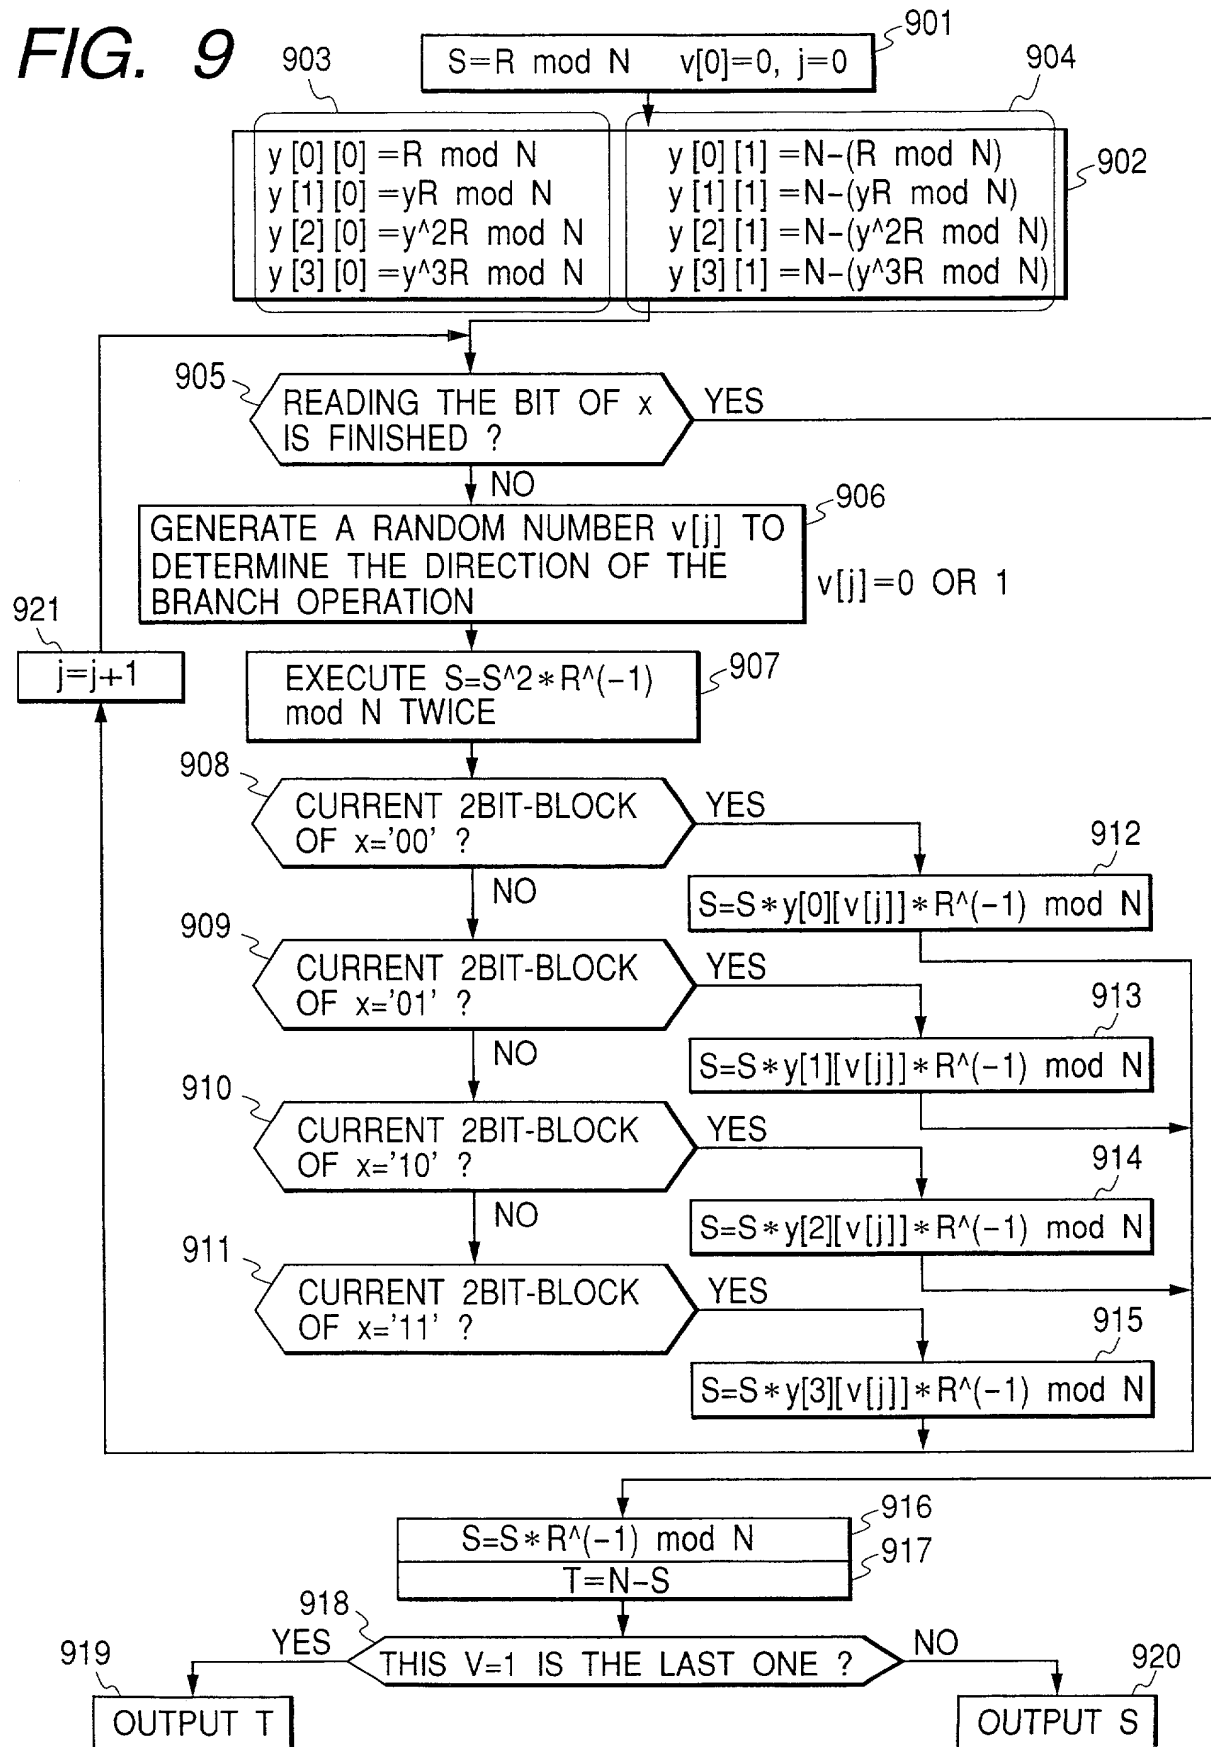 FIG. 9
901
S=R mod N v[0]=0, j=0
903
904
y[0][0]=R mod N
y[1][0]=yR mod N
y[2][0]=y^2R mod N
y[3][0]=y^3R mod N
y[0][1]=N-(R mod N)
y[1][1]=N-(yR mod N)
y[2][1]=N-(y^2R mod N)
y[3][1]=N-(y^3R mod N)
902
905
READING THE BIT OF x
IS FINISHED ?
YES
NO
906
GENERATE A RANDOM NUMBER v[j] TO
DETERMINE THE DIRECTION OF THE
BRANCH OPERATION
v[j]=0 OR 1
921
j=j+1
907
EXECUTE S=S^2*R^(-1)
mod N TWICE
908
CURRENT 2BIT-BLOCK
OF x='00' ?
YES
NO
912
S=S*y[0][v[j]]*R^(-1) mod N
909
CURRENT 2BIT-BLOCK
OF x='01' ?
YES
NO
913
S=S*y[1][v[j]]*R^(-1) mod N
910
CURRENT 2BIT-BLOCK
OF x='10' ?
YES
NO
914
S=S*y[2][v[j]]*R^(-1) mod N
911
CURRENT 2BIT-BLOCK
OF x='11' ?
YES
915
S=S*y[3][v[j]]*R^(-1) mod N
916
S=S*R^(-1) mod N
917
T=N-S
918
THIS V=1 IS THE LAST ONE ?
YES
NO
919
OUTPUT T
920
OUTPUT S